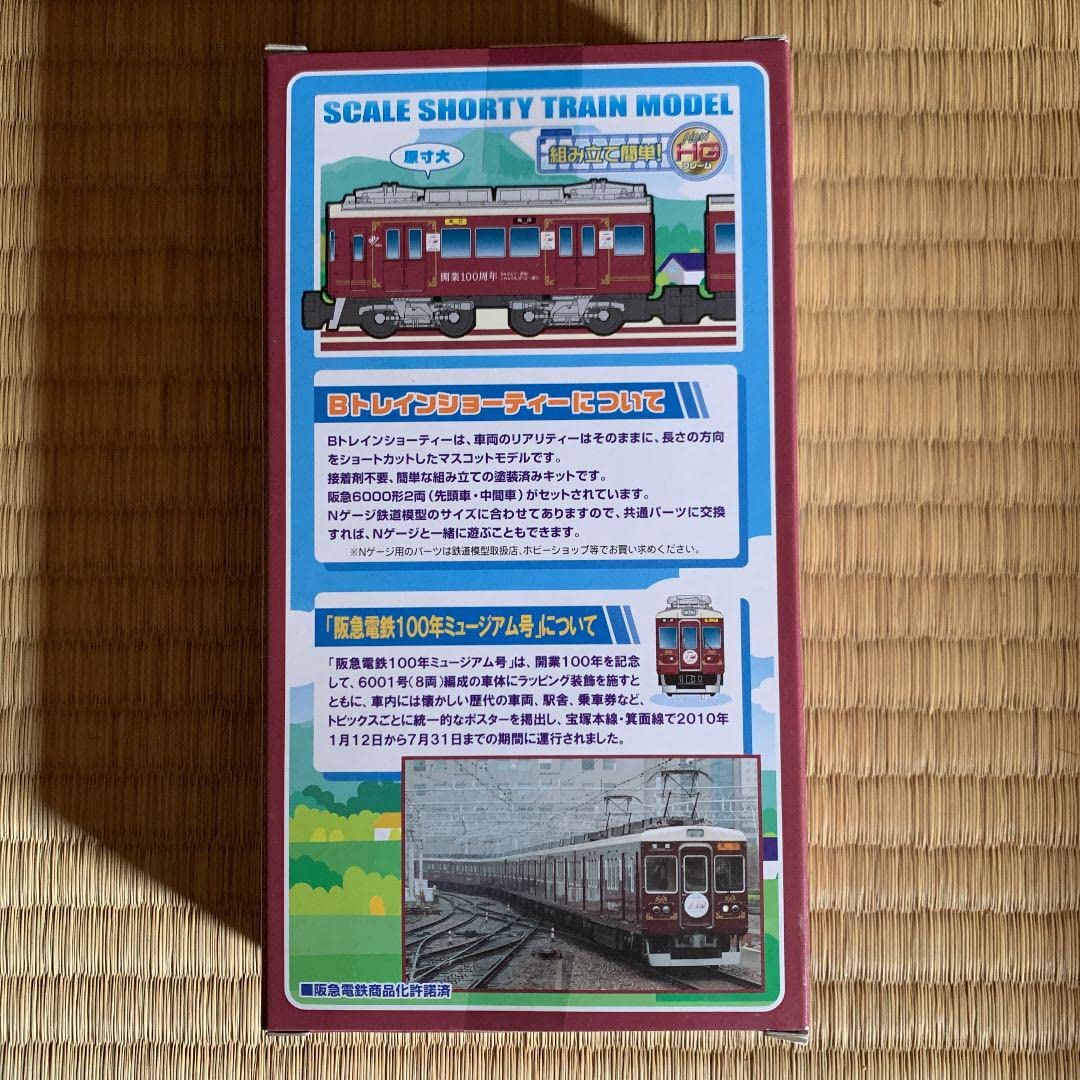 SCALE SHORTY TRAIN MODEL
原寸大
組み立て簡単!
New
HG
フレーム
開業100周年
Bトレインショーティーについて
Bトレインショーティーは、車両のリアリティーはそのままに、長さの方向
をショートカットしたマスコットモデルです。
接着剤不要、簡単な組み立ての塗装済みキットです。
阪急6000形2両(先頭車・中間車)がセットされています。
Nゲージ鉄道模型のサイズに合わせてありますので、共通パーツに交換
すれば、Nゲージと一緒に遊ぶこともできます。
※Nゲージ用のパーツは鉄道模型取扱店、ホビーショップ等でお買い求めください。
「阪急電鉄100年ミュージアム号」について
「阪急電鉄100年ミュージアム号」は、開業100年を記念
して、6001号(8両)編成の車体にラッピング装飾を施すと
ともに、車内には懐かしい歴代の車両、駅舎、乗車券など、
トピックスごとに統一的なポスターを掲出し、宝塚本線・箕面線で2010年
1月12日から7月31日までの期間に運行されました。
■阪急電鉄商品化許諾済